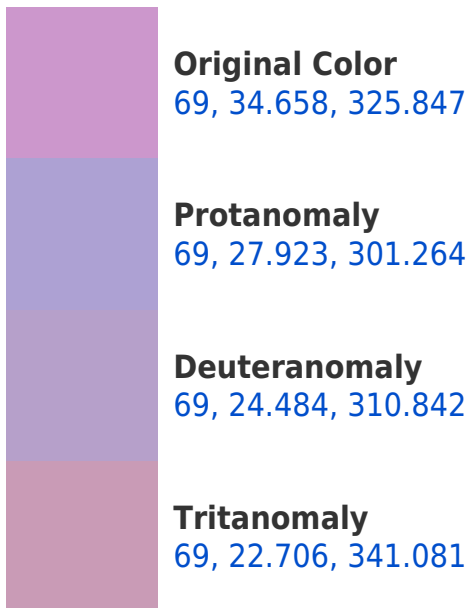 Original Color
69, 34.658, 325.847
Protanomaly
69, 27.923, 301.264
Deuteranomaly
69, 24.484, 310.842
Tritanomaly
69, 22.706, 341.081